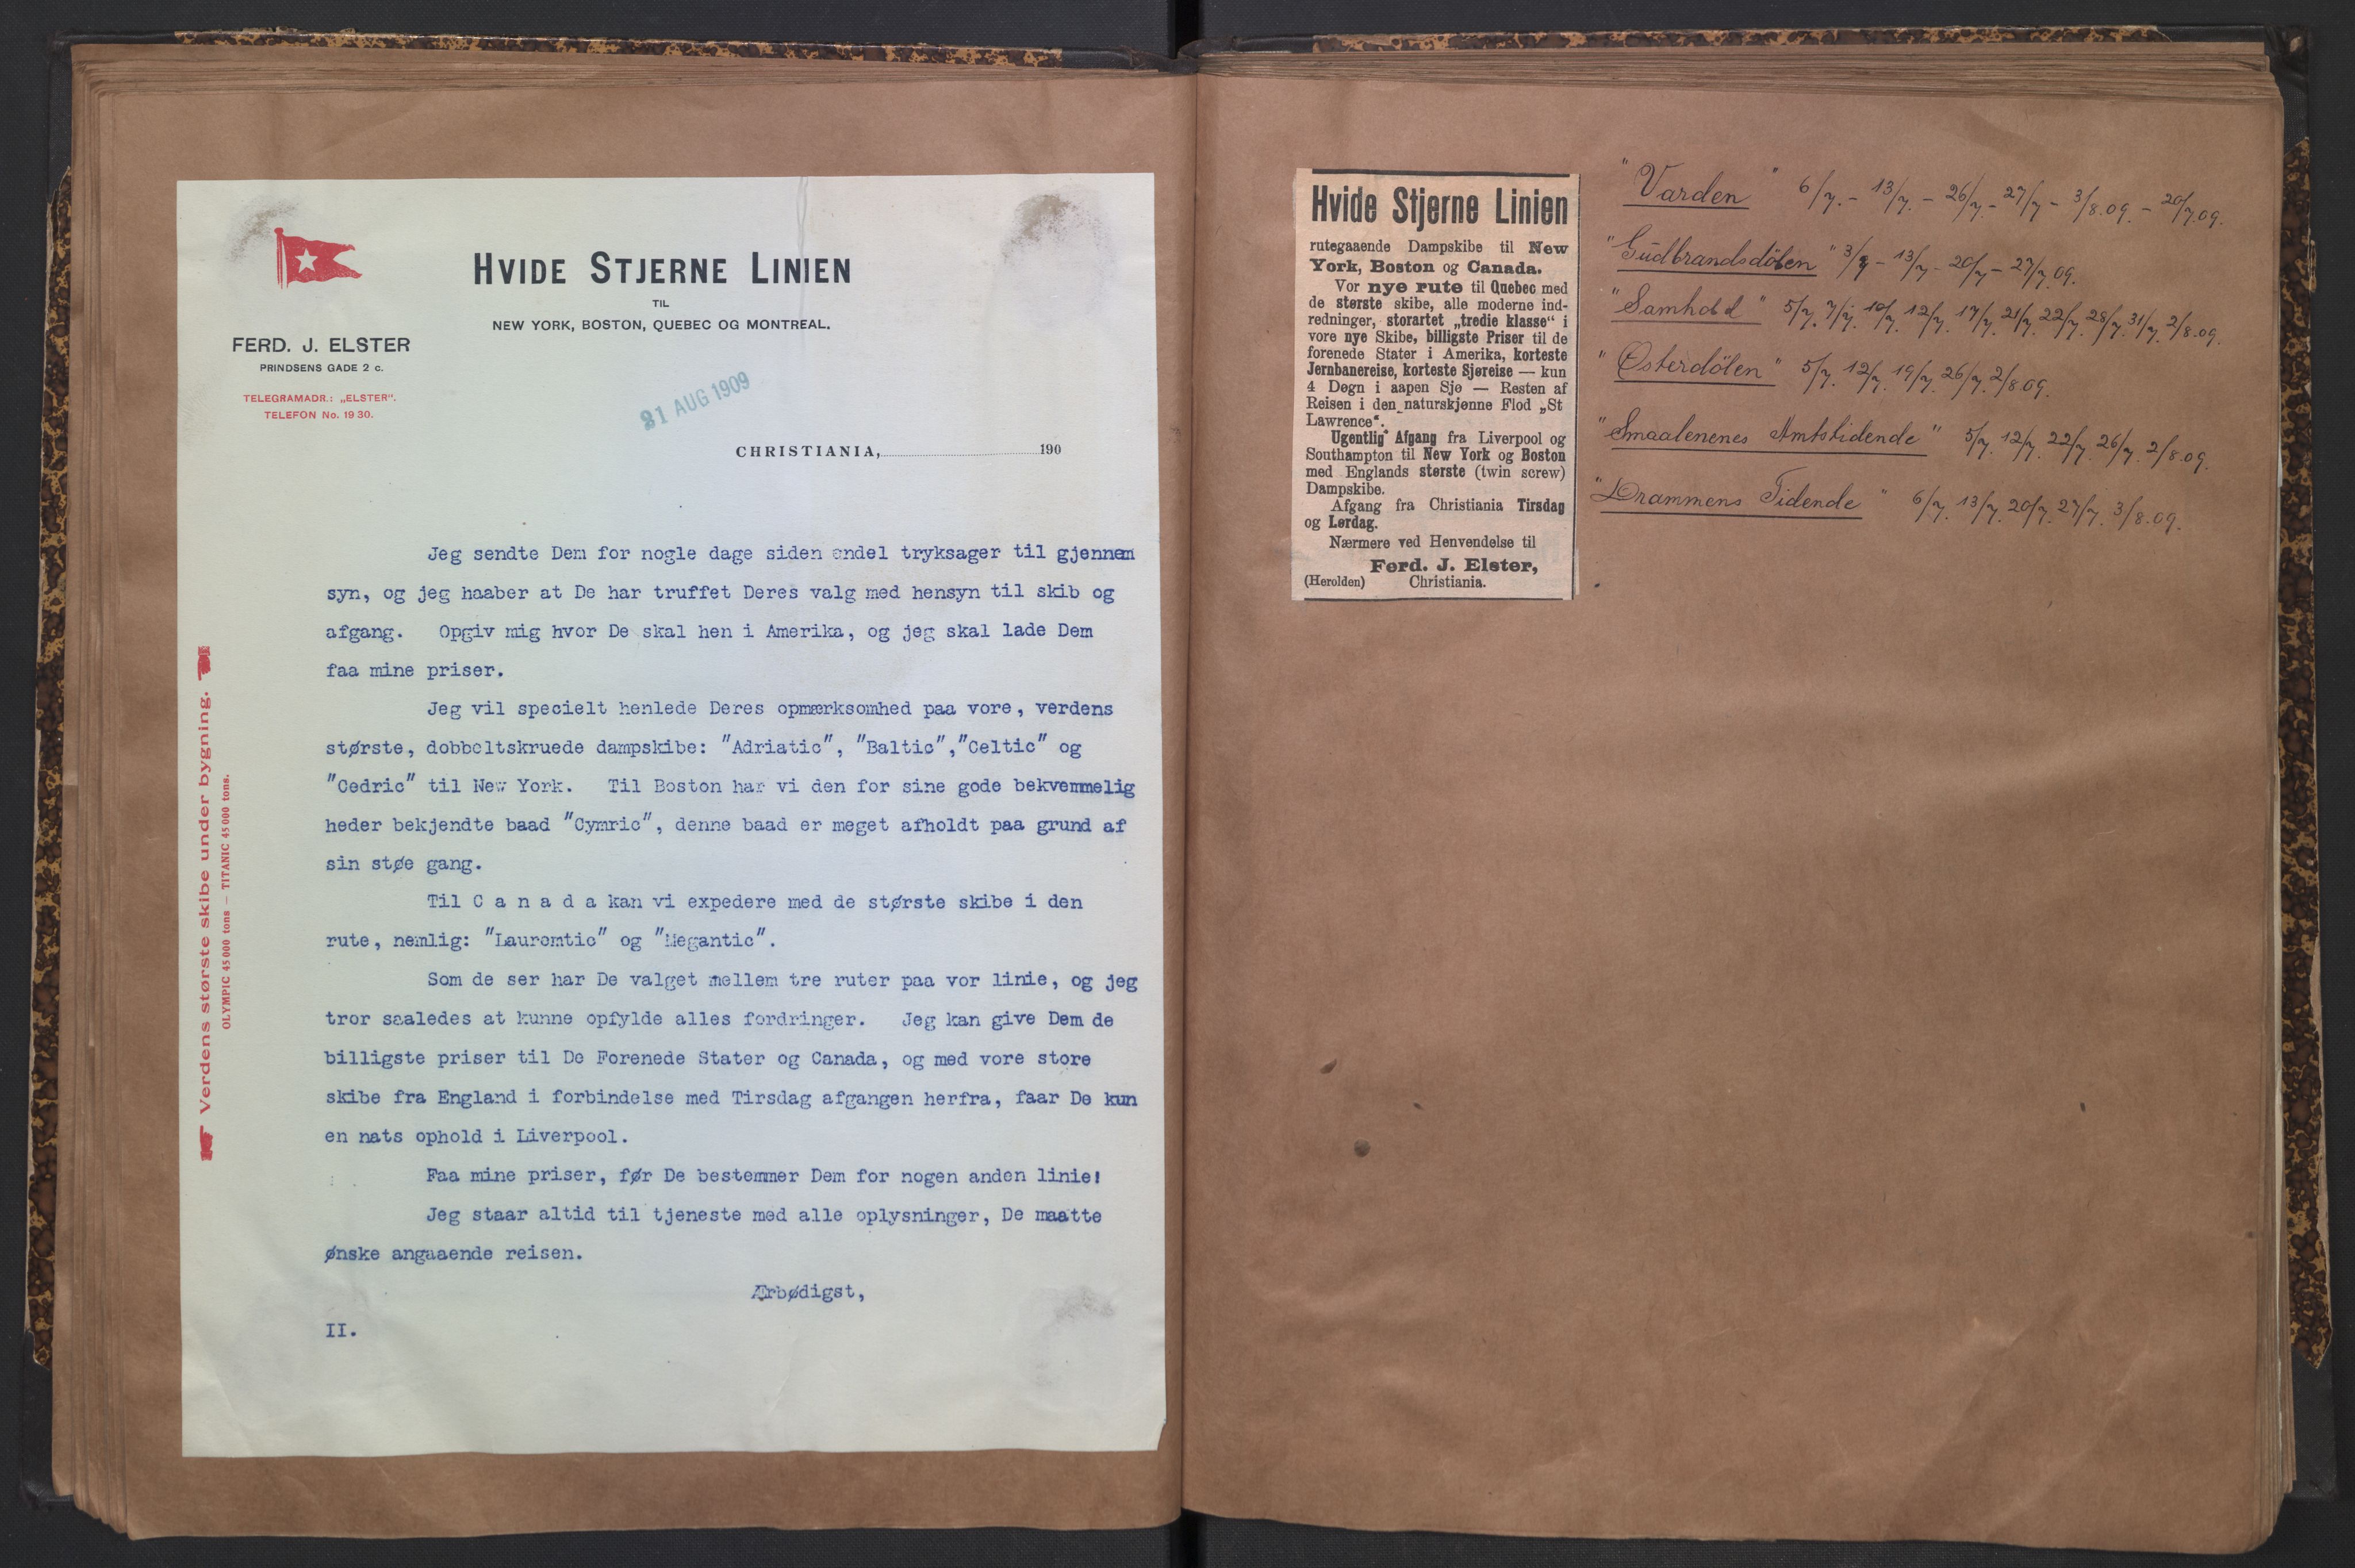 HVIDE STJERNE LINIEN
TIL
NEW YORK, BOSTON, QUEBEC OG MONTREAL.
FERD. J. ELSTER
PRINDSENS GADE 2 c.
TELEGRAMADR.: „ELSTER“.
TELEFON No. 19 30.
21 AUG 1909
CHRISTIANIA, 190
Verdens største skibe under bygning.
OLYMPIC 45 000 tons — TITANIC 45 000 tons.
Jeg sendte Dem for nogle dage siden endel tryksager til gjennem
syn, og jeg haaber at De har truffet Deres valg med hensyn til skib og
afgang. Opgiv mig hvor De skal hen i Amerika, og jeg skal lade Dem
faa mine priser.
Jeg vil specielt henlede Deres opmærksomhed paa vore, verdens
største, dobbeltskruede dampskibe: "Adriatic", "Baltic","Celtic" og
"Cedric" til New York. Til Boston har vi den for sine gode bekvemmelig
heder bekjendte baad "Cymric", denne baad er meget afholdt paa grund af
sin støe gang.
Til C a n a d a kan vi expedere med de største skibe i den
rute, nemlig: "Laurentic" og "Megantic".
Som de ser har De valget mellem tre ruter paa vor linie, og jeg
tror saaledes at kunne opfylde alles fordringer. Jeg kan give Dem de
billigste priser til De Forenede Stater og Canada, og med vore store
skibe fra England i forbindelse med Tirsdag afgangen herfra, faar De kun
en nats ophold i Liverpool.
Faa mine priser, før De bestemmer Dem for nogen anden linie!
Jeg staar altid til tjeneste med alle oplysninger, De maatte
ønske angaaende reisen.
Ærbødigst,
II.
Hvide Stjerne Linien
rutegaaende Dampskibe til New
York, Boston og Canada.
Vor nye rute til Quebec med
de største skibe, alle moderne ind-
redninger, storartet „tredie klasse“ i
vore nye Skibe, billigste Priser til de
forenede Stater i Amerika, korteste
Jernbanereise, korteste Sjøreise — kun
4 Døgn i aapen Sjø — Resten af
Reisen i den naturskjønne Flod „St
Lawrence“.
Ugentlig Afgang fra Liverpool og
Southampton til New York og Boston
med Englands største (twin screw)
Dampskibe.
Afgang fra Christiania Tirsdag
og Lørdag.
Nærmere ved Henvendelse til
Ferd. J. Elster,
(Herolden) Christiania.
"Varden" 6/7. - 13/7. - 26/7 - 27/7 - 3/8.09. - 20/7.09.
"Gudbrandsdølen" 3/7 - 13/7 - 20/7 - 27/7.09.
"Samhold" 5/7. 7/7. 10/7. 12/7. 17/7. 21/7. 22/7. 28/7. 31/7. 2/8.09.
"Østerdølen" 5/7. 12/7. 19/7. 26/7. 2/8.09.
"Smaalenenes Amtstidende" 5/7. 12/7. 22/7. 26/7. 2/8.09.
"Drammens Tidende" 6/7. 13/7. 20/7. 27/7. 3/8.09.